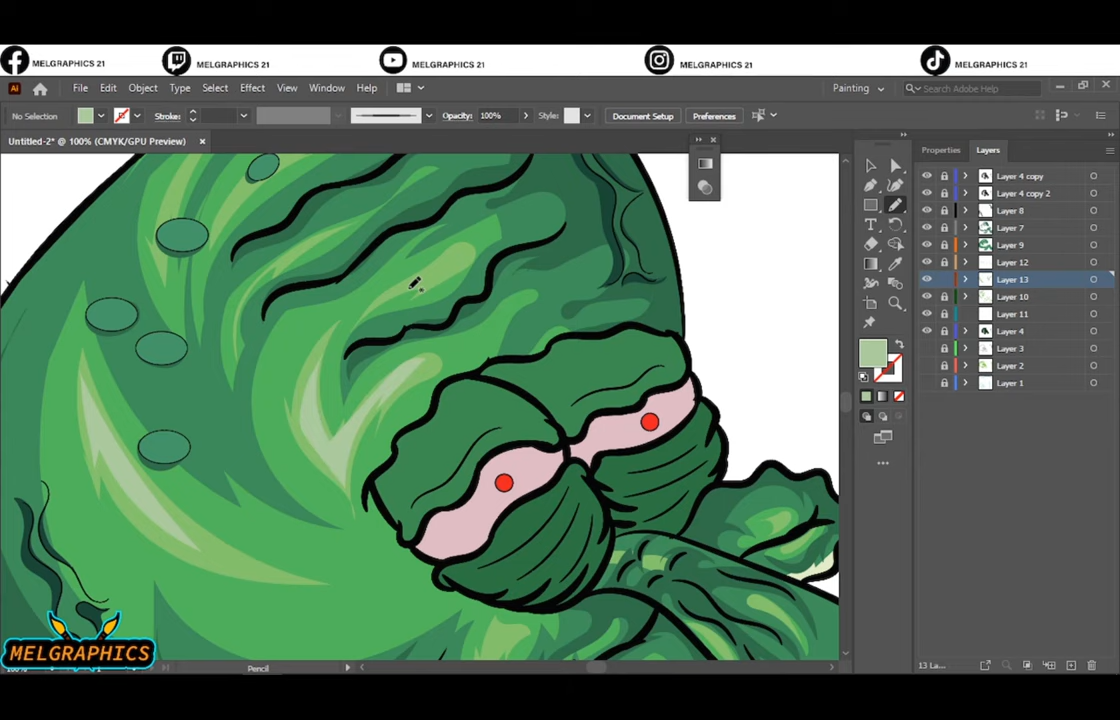 MELGRAPHICS 21 MELGRAPHICS 21 MELGRAPHICS 21 MELGRAPHICS 21 MELGRAPHICS 21
Ai File Edit Object Type Select Effect View Window Help Painting Search Adobe Help
No Selection Stroke: Opacity: 100% Style: Document Setup Preferences
Untitled-2* @ 100% (CMYK/GPU Preview)
Properties Layers
Layer 4 copy
Layer 4 copy 2
Layer 8
Layer 7
Layer 9
Layer 12
Layer 13
Layer 10
Layer 11
Layer 4
Layer 3
Layer 2
Layer 1
MELGRAPHICS
Pencil
13 La...